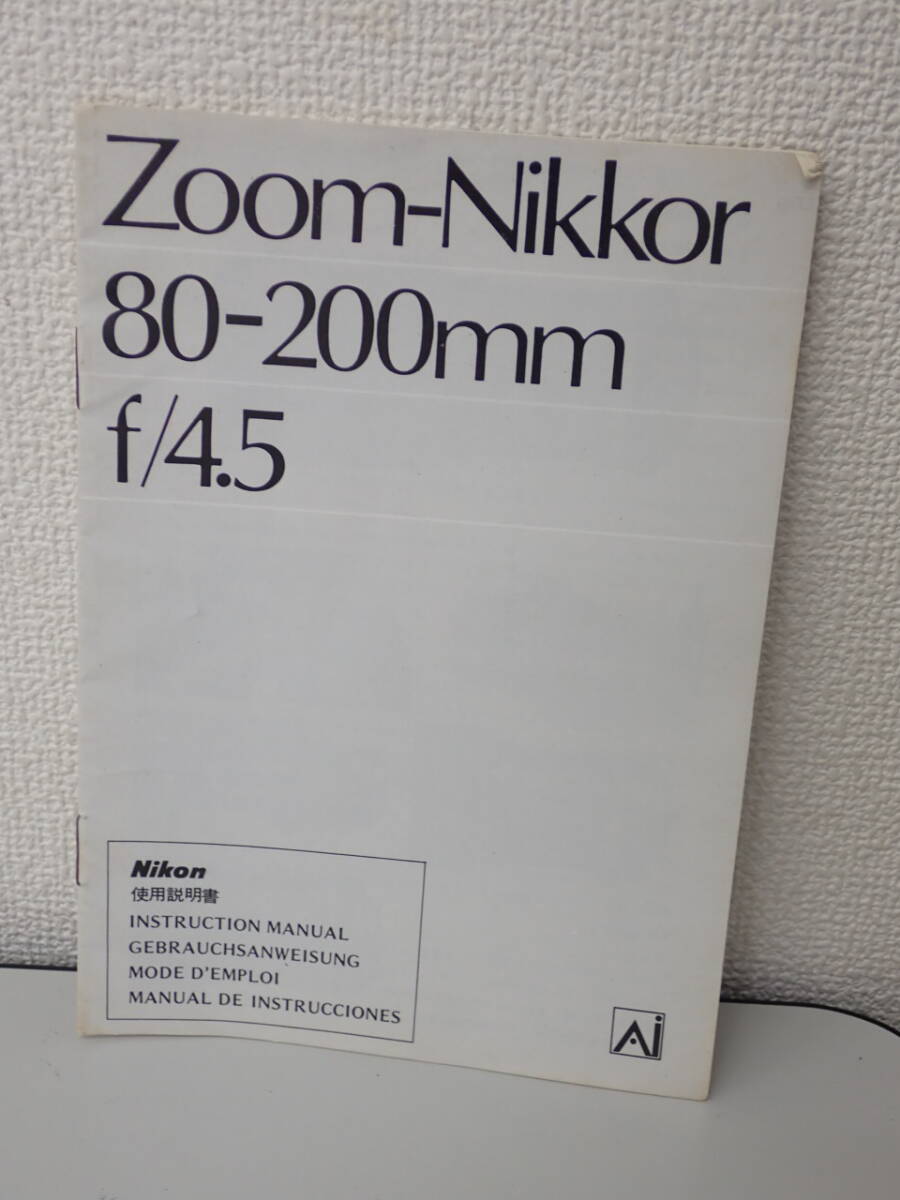 Zoom-Nikkor
80-200mm
f/4.5
Nikon
使用説明書
INSTRUCTION MANUAL
GEBRAUCHSANWEISUNG
MODE D'EMPLOI
MANUAL DE INSTRUCCIONES
Ai